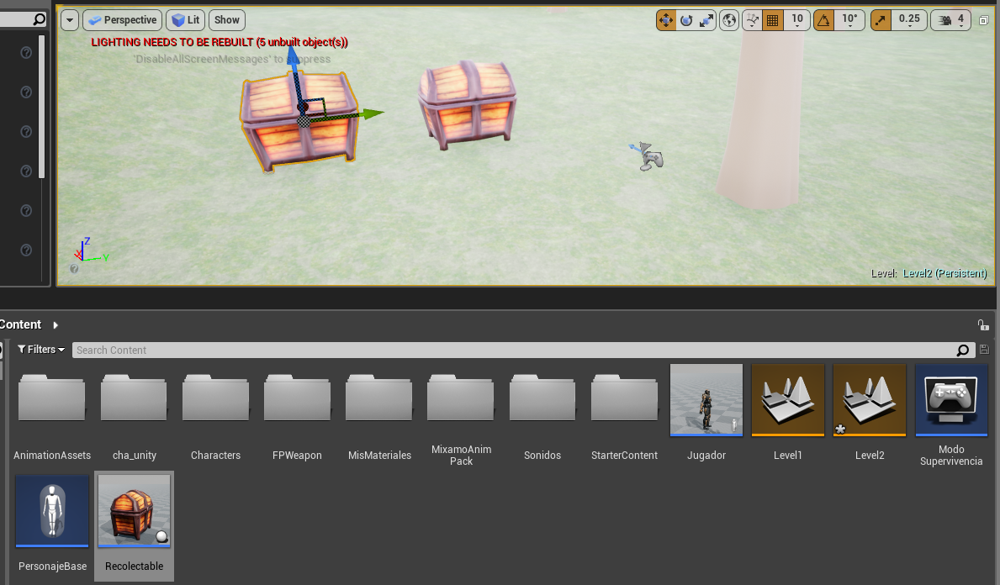 Perspective
Lit
Show
10
10°
0.25
4
LIGHTING NEEDS TO BE REBUILT (5 unbuilt object(s))
'DisableAllScreenMessages' to suppress
Z
X
Y
Level: Level2 (Persistent)
Content
Filters
Search Content
AnimationAssets
cha_unity
Characters
FPWeapon
MisMateriales
MixamoAnim
Pack
Sonidos
StarterContent
Jugador
Level1
Level2
Modo
Supervivencia
PersonajeBase
Recolectable